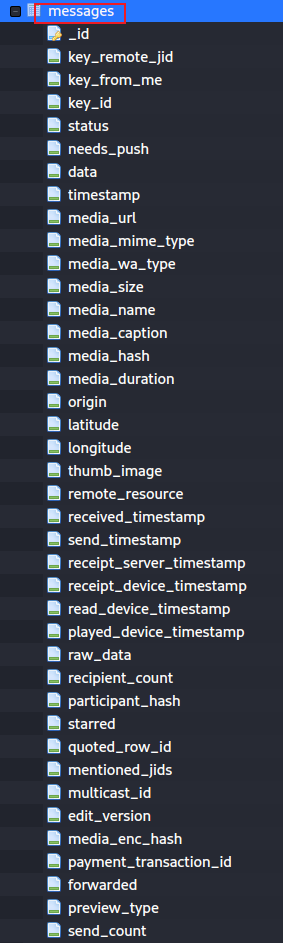 messages
_id
key_remote_jid
key_from_me
key_id
status
needs_push
data
timestamp
media_url
media_mime_type
media_wa_type
media_size
media_name
media_caption
media_hash
media_duration
origin
latitude
longitude
thumb_image
remote_resource
received_timestamp
send_timestamp
receipt_server_timestamp
receipt_device_timestamp
read_device_timestamp
played_device_timestamp
raw_data
recipient_count
participant_hash
starred
quoted_row_id
mentioned_jids
multicast_id
edit_version
media_enc_hash
payment_transaction_id
forwarded
preview_type
send_count